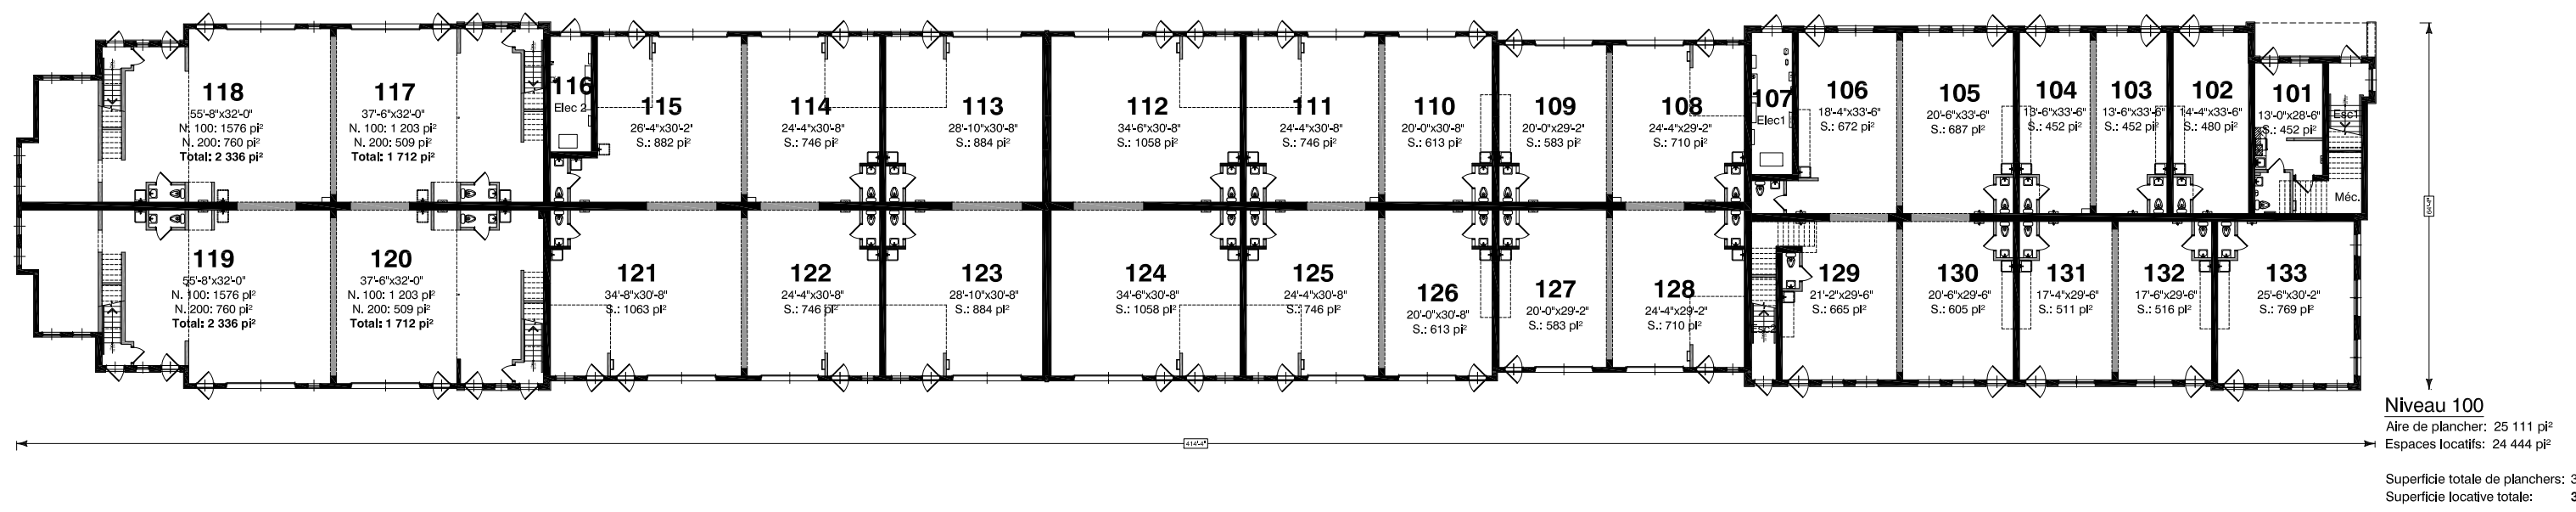 118
55'-8"x32'-0"
N. 100: 1576 pi²
N. 200: 760 pi²
Total: 2 336 pi²
117
37'-6"x32'-0"
N. 100: 1 203 pi²
N. 200: 509 pi²
Total: 1 712 pi²
116
Elec 2
115
26'-4"x30'-2"
S.: 882 pi²
114
24'-4"x30'-8"
S.: 746 pi²
113
28'-10"x30'-8"
S.: 884 pi²
112
34'-6"x30'-8"
S.: 1058 pi²
111
24'-4"x30'-8"
S.: 746 pi²
110
20'-0"x30'-8"
S.: 613 pi²
109
20'-0"x29'-2"
S.: 583 pi²
108
24'-4"x29'-2"
S.: 710 pi²
107
Elec1
106
18'-4"x33'-6"
S.: 672 pi²
105
20'-6"x33'-6"
S.: 687 pi²
104
13'-6"x33'-6"
S.: 452 pi²
103
13'-6"x33'-6"
S.: 452 pi²
102
14'-4"x33'-6"
S.: 480 pi²
101
13'-0"x28'-6"
S.: 452 pi²
Esc1
Méc.
119
55'-8"x32'-0"
N. 100: 1576 pi²
N. 200: 760 pi²
Total: 2 336 pi²
120
37'-6"x32'-0"
N. 100: 1 203 pi²
N. 200: 509 pi²
Total: 1 712 pi²
121
34'-8"x30'-8"
S.: 1063 pi²
122
24'-4"x30'-8"
S.: 746 pi²
123
28'-10"x30'-8"
S.: 884 pi²
124
34'-6"x30'-8"
S.: 1058 pi²
125
24'-4"x30'-8"
S.: 746 pi²
126
20'-0"x30'-8"
S.: 613 pi²
127
20'-0"x29'-2"
S.: 583 pi²
128
24'-4"x29'-2"
S.: 710 pi²
Esc2
129
21'-2"x29'-6"
S.: 665 pi²
130
20'-6"x29'-6"
S.: 605 pi²
131
17'-4"x29'-6"
S.: 511 pi²
132
17'-6"x29'-6"
S.: 516 pi²
133
25'-6"x30'-2"
S.: 769 pi²
414'-4"
Niveau 100
Aire de plancher: 25 111 pi²
Espaces locatifs: 24 444 pi²
Superficie totale de planchers: 3
Superficie locative totale: 3